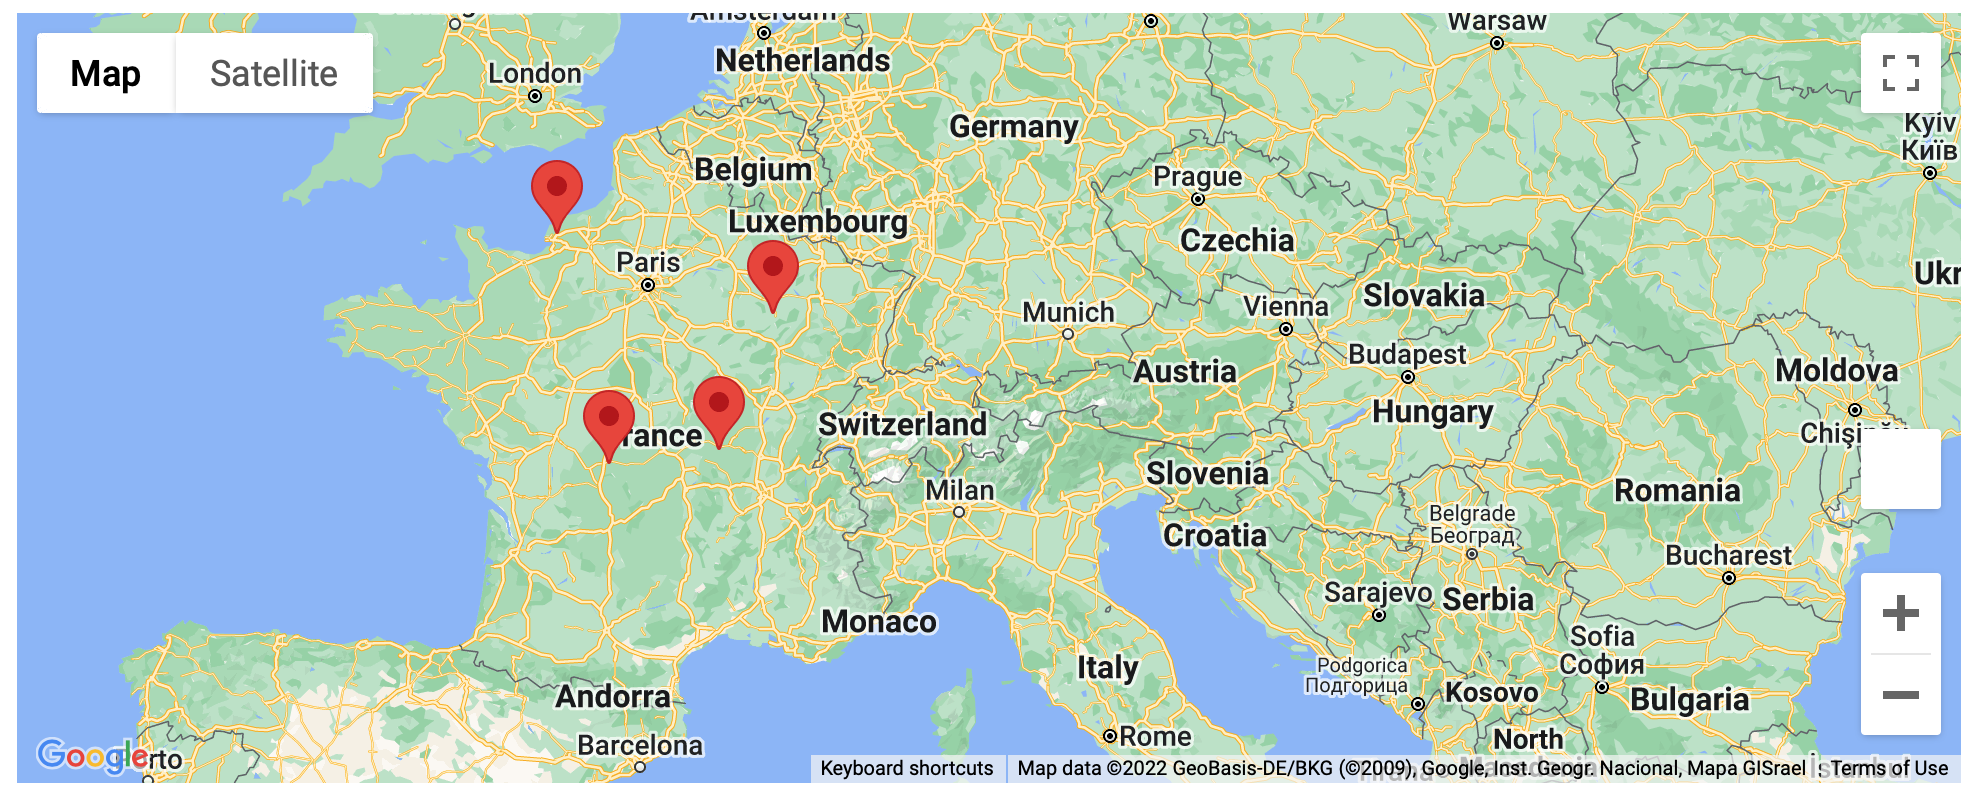 Amsterdam
Warsaw
Netherlands
Map
Satellite
London
Germany
Kyiv
Київ
Belgium
Prague
Luxembourg
Czechia
Paris
Ukr
Slovakia
Munich
Vienna
Budapest
Moldova
Austria
Hungary
Switzerland
rance
Slovenia
Milan
Romania
Belgrade
Београд
Croatia
Bucharest
Sarajevo
Serbia
Monaco
Sofia
София
Italy
Podgorica
Подгорица
Kosovo
Andorra
Bulgaria
Barcelona
Rome
North
Google
rto
Keyboard shortcuts
Map data ©2022 GeoBasis-DE/BKG (©2009), Google, Inst. Geogr. Nacional, Mapa GISrael
Terms of Use